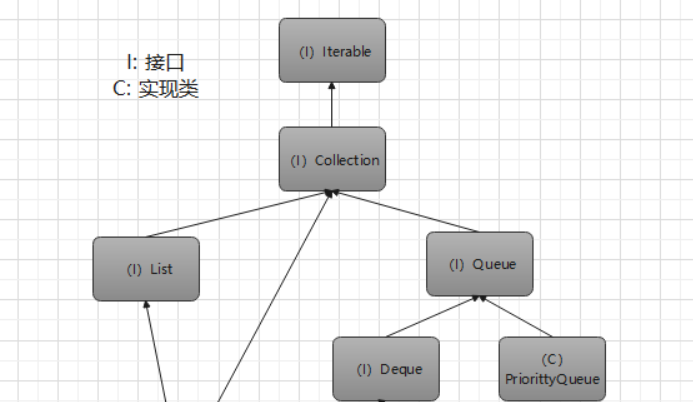 (I) Iterable
I: 接口
C: 实现类
(I) Collection
(I) List
(I) Queue
(I) Deque
(C)
PriorittyQueue